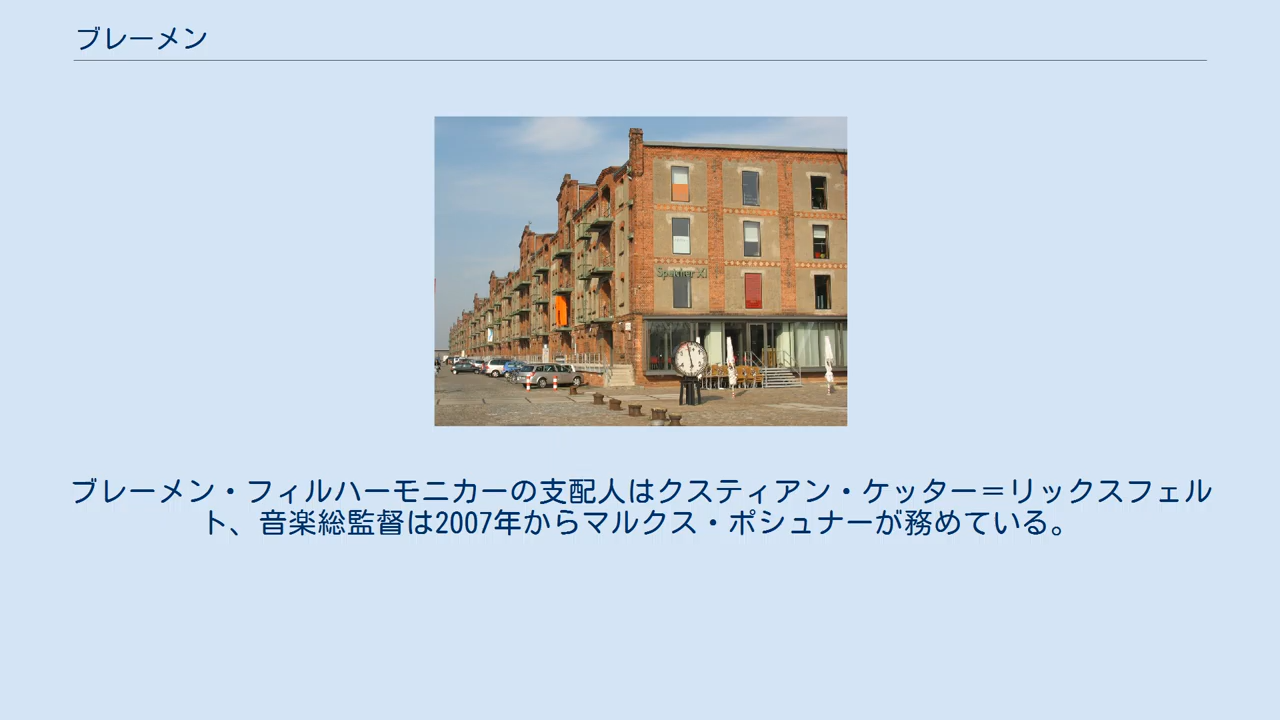 ブレーメン
Speicher XI
ブレーメン・フィルハーモニカーの支配人はクスティアン・ケッター＝リックスフェル
ト、音楽総監督は2007年からマルクス・ポシュナーが務めている。